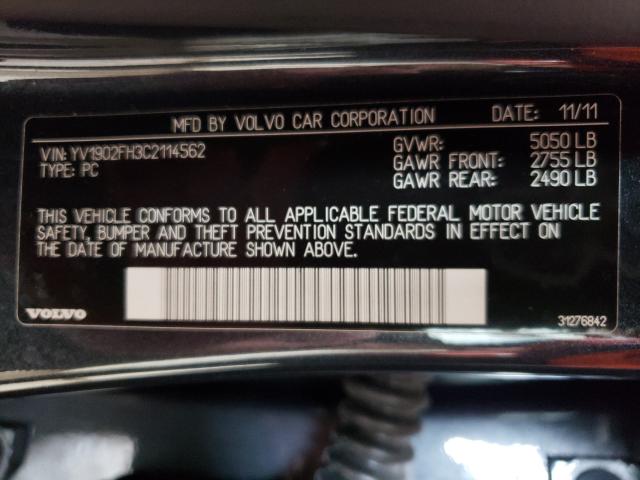 MFD BY VOLVO CAR CORPORATION DATE: 11/11
VIN: YV1902FH3C2114562 GVWR: 5050 LB
TYPE: PC GAWR FRONT: 2755 LB
GAWR REAR: 2490 LB
THIS VEHICLE CONFORMS TO ALL APPLICABLE FEDERAL MOTOR VEHICLE
SAFETY, BUMPER AND THEFT PREVENTION STANDARDS IN EFFECT ON
THE DATE OF MANUFACTURE SHOWN ABOVE.
VOLVO 31276842